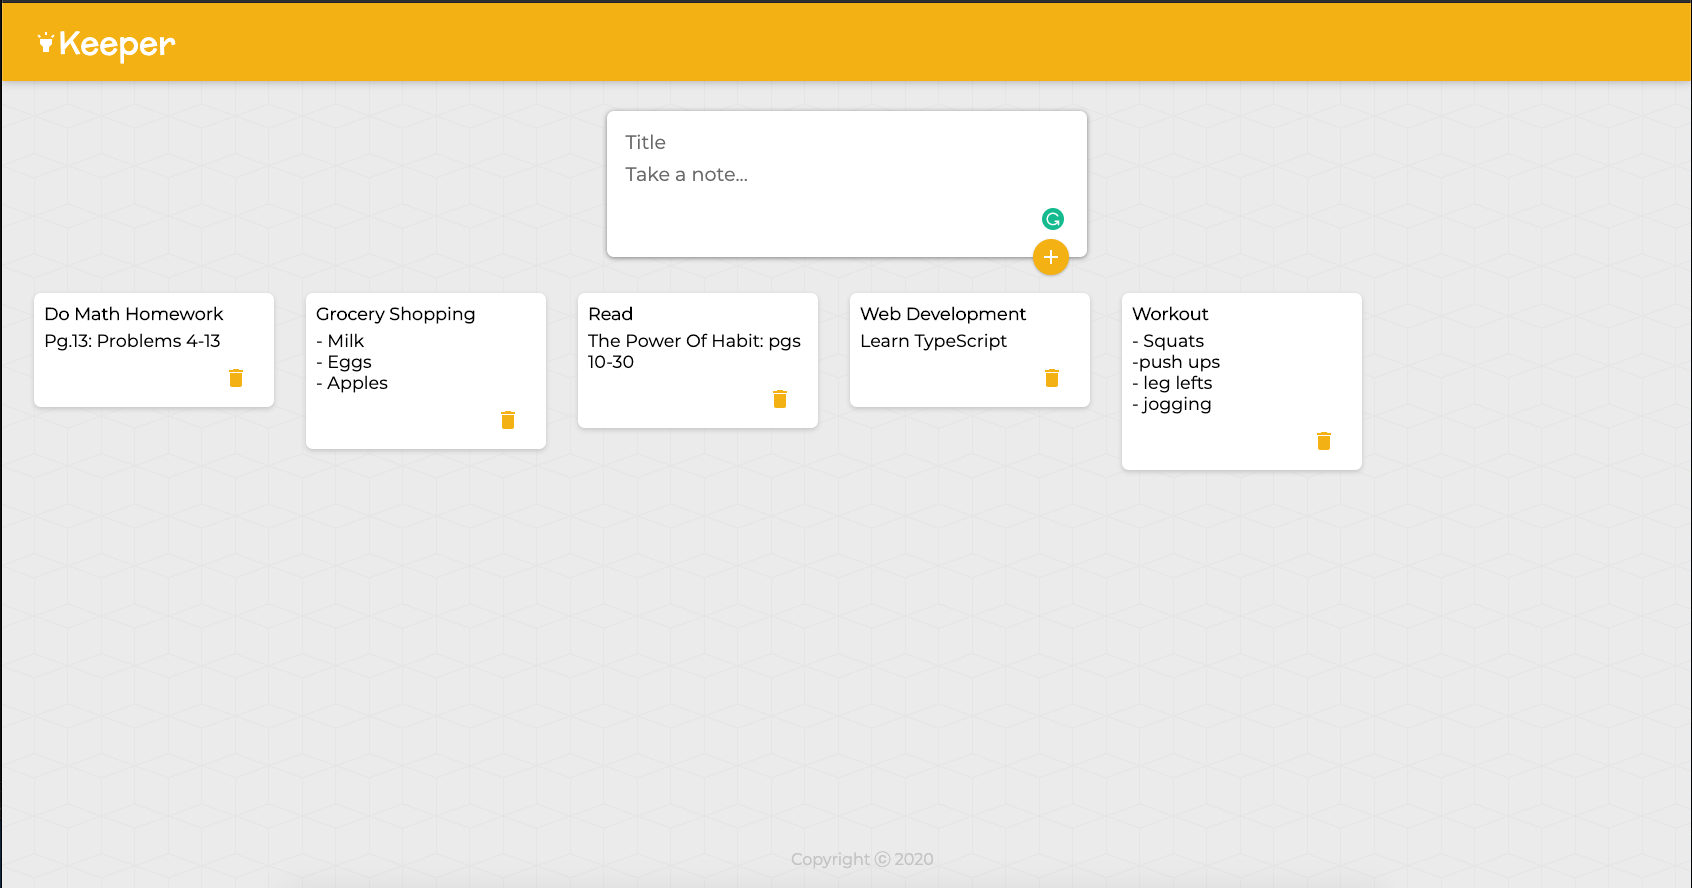 Keeper
Title
Take a note...
Do Math Homework
Pg.13: Problems 4-13
Grocery Shopping
- Milk
- Eggs
- Apples
Read
The Power Of Habit: pgs
10-30
Web Development
Learn TypeScript
Workout
- Squats
-push ups
- leg lefts
- jogging
Copyright ⓒ 2020